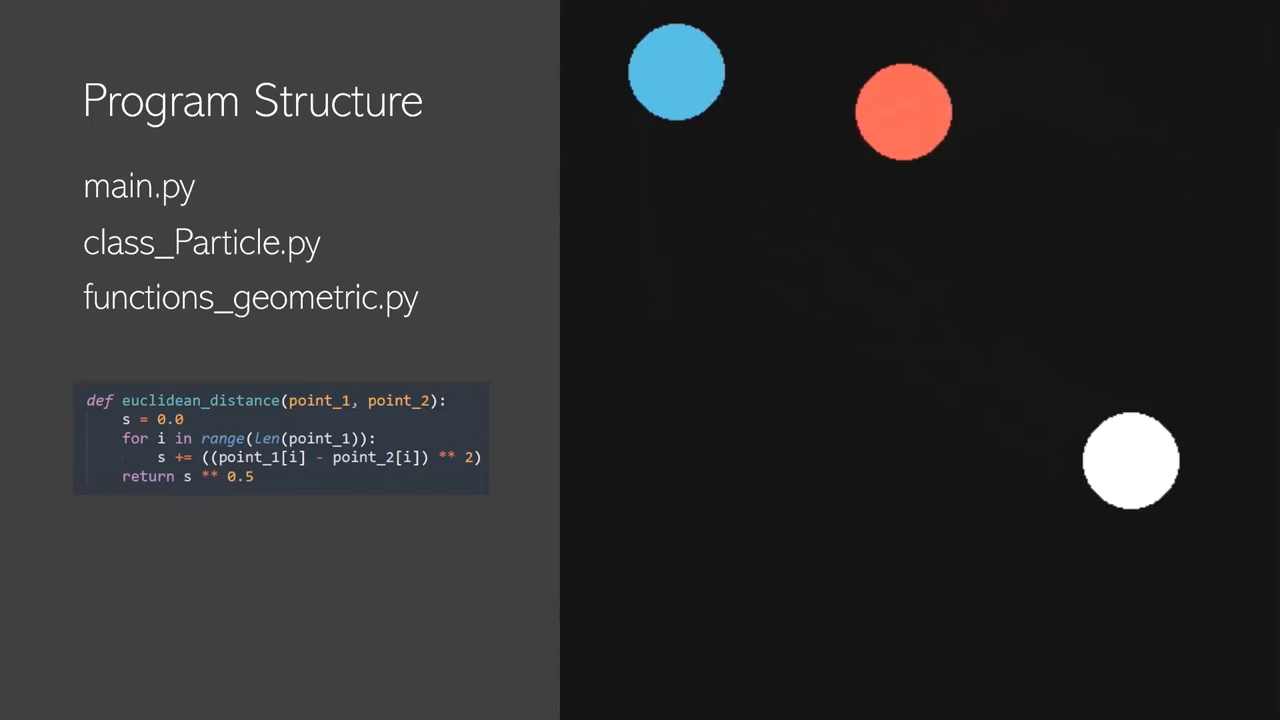 Program Structure
main.py
class_Particle.py
functions_geometric.py
def euclidean_distance(point_1, point_2):
    s = 0.0
    for i in range(len(point_1)):
        s += ((point_1[i] - point_2[i]) ** 2)
    return s ** 0.5